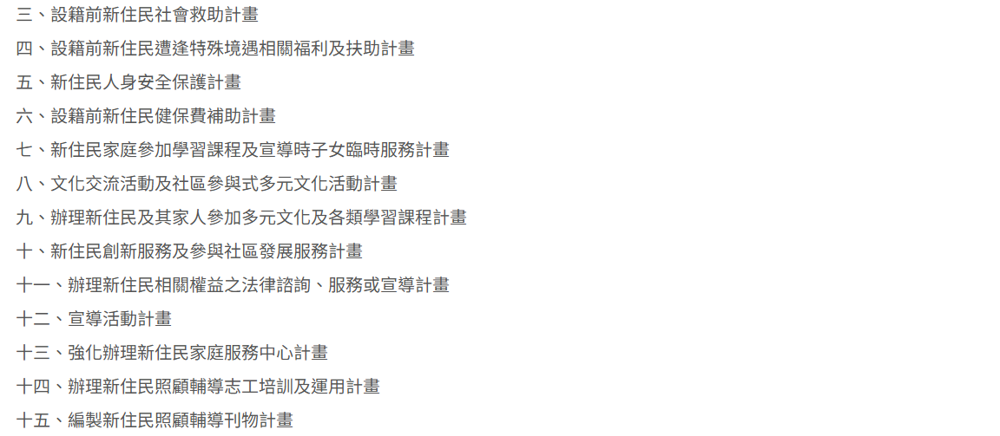 三、設籍前新住民社會救助計畫
四、設籍前新住民遭逢特殊境遇相關福利及扶助計畫
五、新住民人身安全保護計畫
六、設籍前新住民健保費補助計畫
七、新住民家庭參加學習課程及宣導時子女臨時服務計畫
八、文化交流活動及社區參與式多元文化活動計畫
九、辦理新住民及其家人參加多元文化及各類學習課程計畫
十、新住民創新服務及參與社區發展服務計畫
十一、辦理新住民相關權益之法律諮詢、服務或宣導計畫
十二、宣導活動計畫
十三、強化辦理新住民家庭服務中心計畫
十四、辦理新住民照顧輔導志工培訓及運用計畫
十五、編製新住民照顧輔導刊物計畫